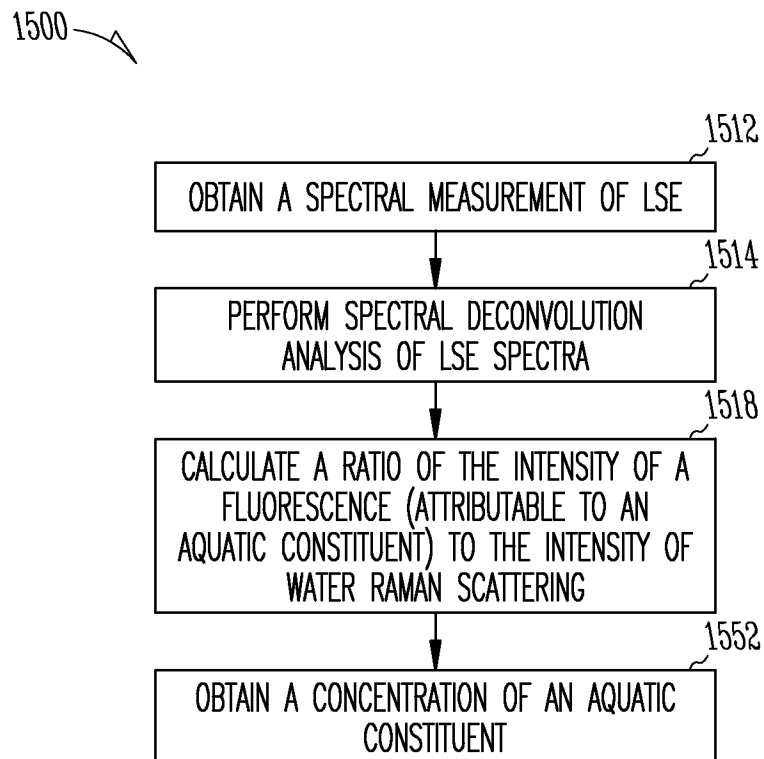 1500
1512
OBTAIN A SPECTRAL MEASUREMENT OF LSE
1514
PERFORM SPECTRAL DECONVOLUTION
ANALYSIS OF LSE SPECTRA
1518
CALCULATE A RATIO OF THE INTENSITY OF A
FLUORESCENCE (ATTRIBUTABLE TO AN
AQUATIC CONSTITUENT) TO THE INTENSITY OF
WATER RAMAN SCATTERING
1552
OBTAIN A CONCENTRATION OF AN AQUATIC
CONSTITUENT